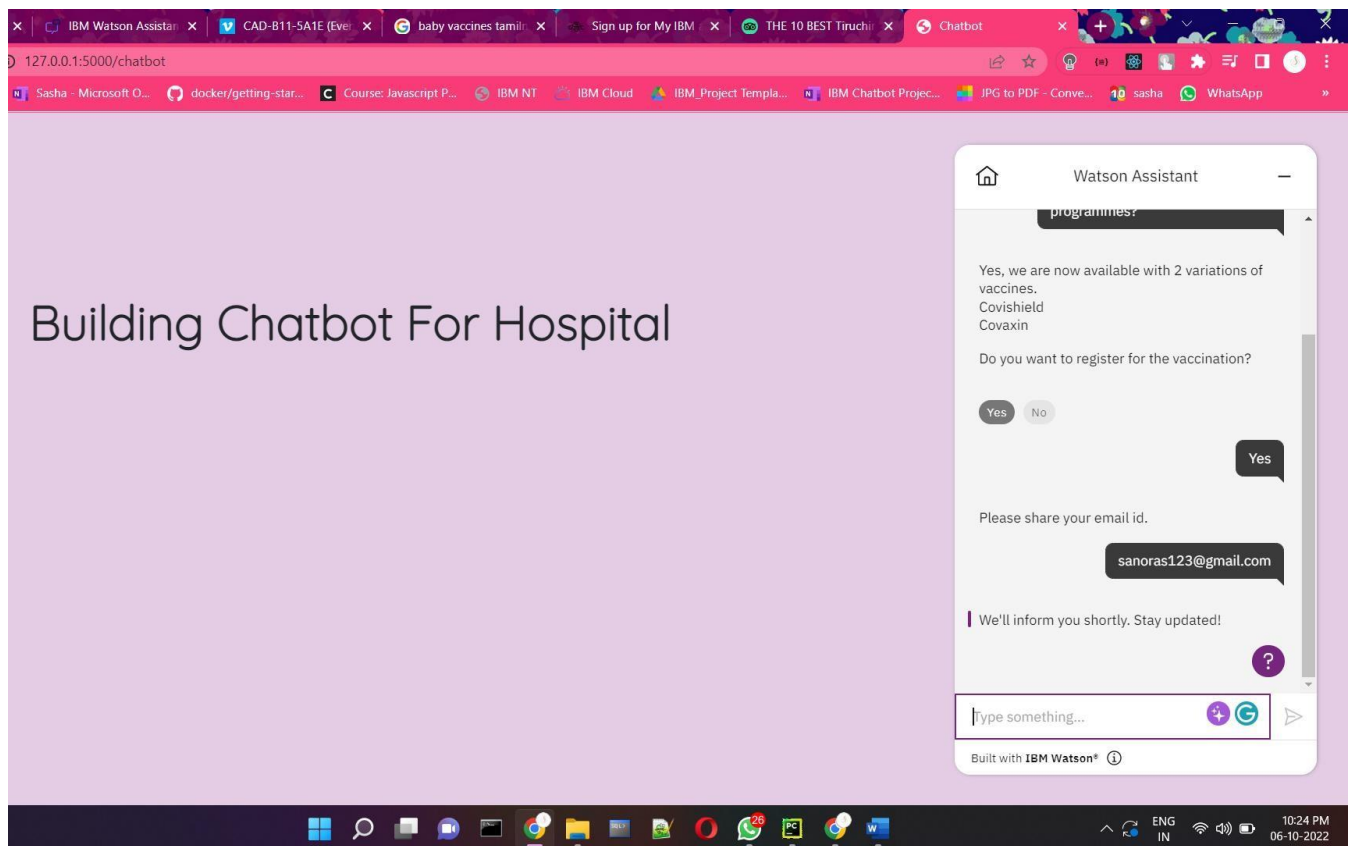 IBM Watson Assistan
CAD-B11-5A1E (Eve
baby vaccines tamil
Sign up for My IBM
THE 10 BEST Tiruchi
Chatbot
127.0.0.1:5000/chatbot
Sasha - Microsoft O...
docker/getting-star...
Course: Javascript P...
IBM NT
IBM Cloud
IBM_Project Templa...
IBM Chatbot Projec...
JPG to PDF - Conve...
sasha
WhatsApp
»
Building Chatbot For Hospital
Watson Assistant
programmes?
Yes, we are now available with 2 variations of
vaccines.
Covishield
Covaxin
Do you want to register for the vaccination?
Yes No
Yes
Please share your email id.
sanoras123@gmail.com
We'll inform you shortly. Stay updated!
?
Type something...
Built with IBM Watson®
26
ENG
IN
10:24 PM
06-10-2022